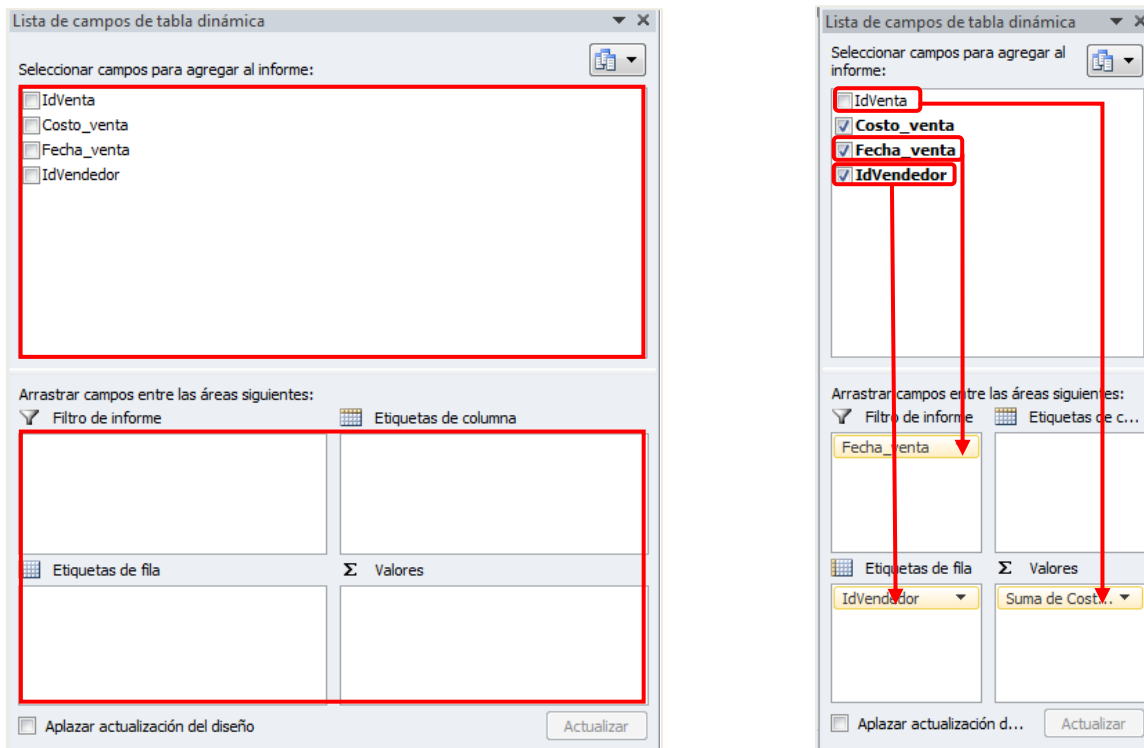 Lista de campos de tabla dinámica
Seleccionar campos para agregar al informe:
IdVenta
Costo_venta
Fecha_venta
IdVendedor
Arrastrar campos entre las áreas siguientes:
Filtro de informe
Etiquetas de columna
Etiquetas de fila
Σ Valores
Aplazar actualización del diseño
Actualizar
Lista de campos de tabla dinámica
Seleccionar campos para agregar al
informe:
IdVenta
Costo_venta
Fecha_venta
IdVendedor
Arrastrar campos entre las áreas siguientes:
Filtro de informe
Etiquetas de c...
Fecha_venta
Etiquetas de fila
Σ Valores
IdVendedor
Suma de Cost...
Aplazar actualización d...
Actualizar